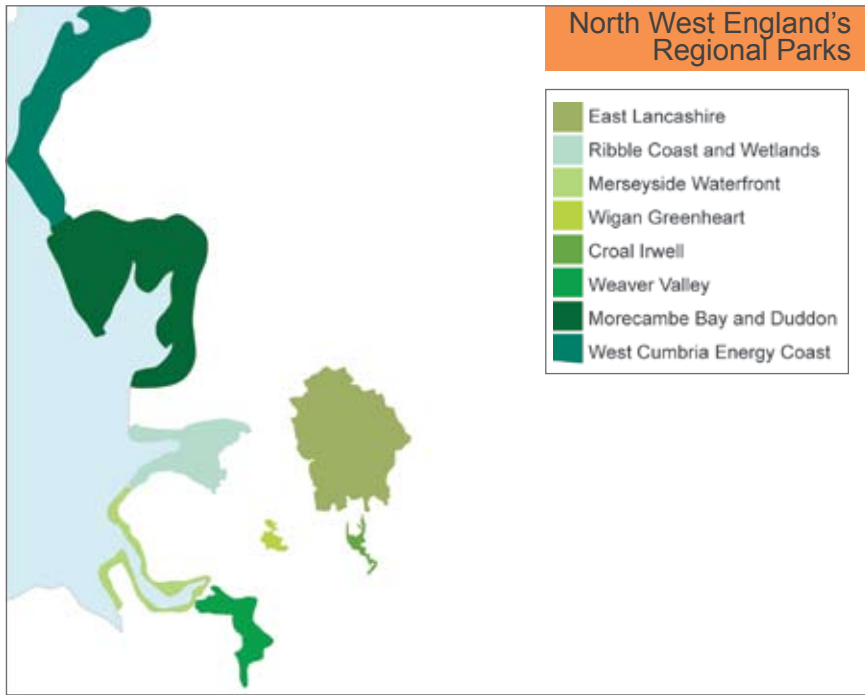 North West England’s
Regional Parks
East Lancashire
Ribble Coast and Wetlands
Merseyside Waterfront
Wigan Greenheart
Croal Irwell
Weaver Valley
Morecambe Bay and Duddon
West Cumbria Energy Coast